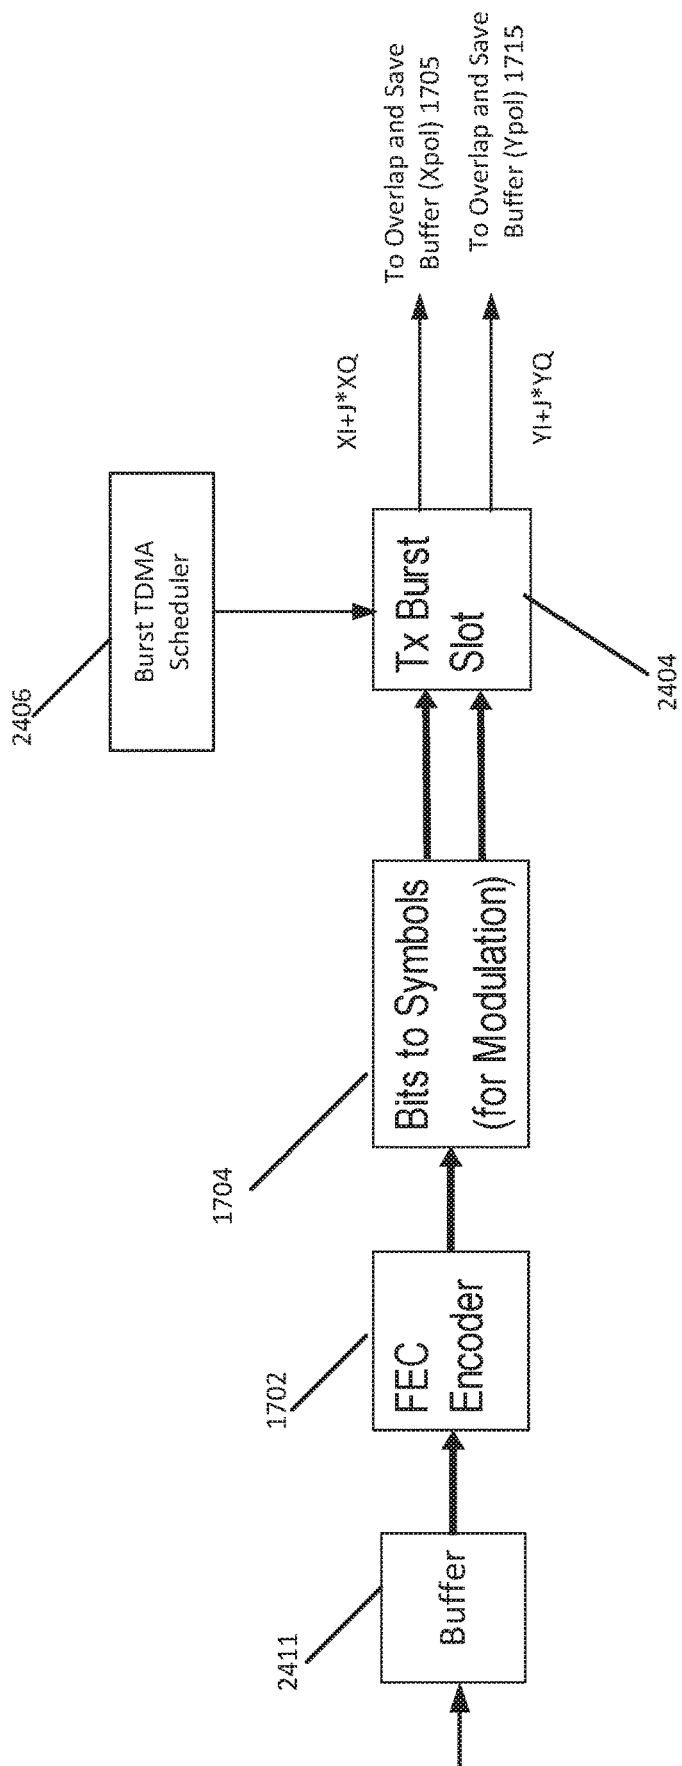 2406
Burst TDMA
Scheduler
XI+J*XQ
To Overlap and Save
Buffer (Xpol) 1705
To Overlap and Save
Buffer (Ypol) 1715
YI+J*YQ
2411
Buffer
1702
FEC
Encoder
1704
Bits to Symbols
(for Modulation)
Tx Burst
Slot
2404